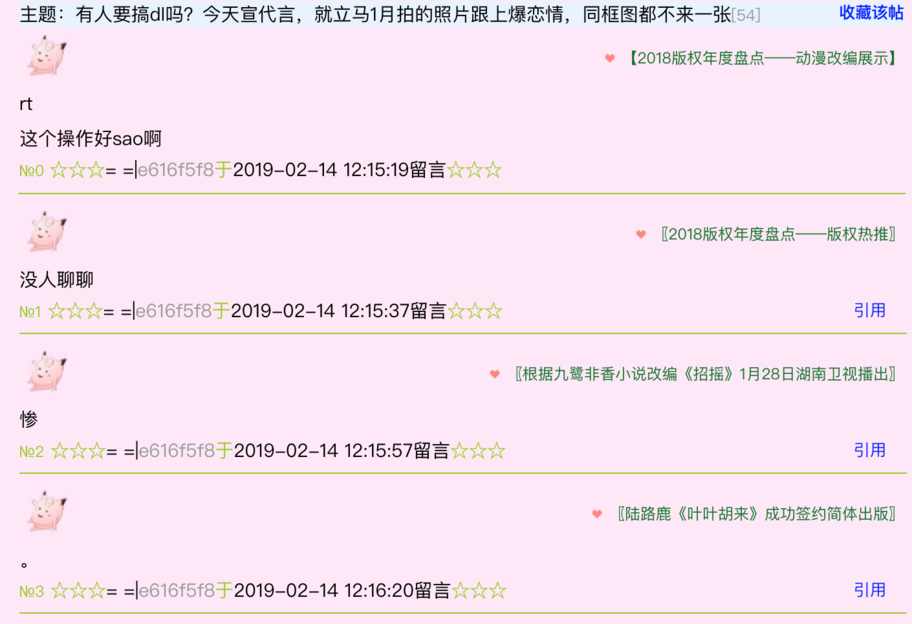 主题：有人要搞dl吗？今天宣代言，就立马1月拍的照片跟上爆恋情，同框图都不来一张[54] 收藏该帖
❤ 【2018版权年度盘点——动漫改编展示】
rt
这个操作好sao啊
№0 ☆☆☆= =|e616f5f8于2019-02-14 12:15:19留言☆☆☆
❤ 〖2018版权年度盘点——版权热推〗
没人聊聊
№1 ☆☆☆= =|e616f5f8于2019-02-14 12:15:37留言☆☆☆ 引用
❤ 〖根据九鹭非香小说改编《招摇》1月28日湖南卫视播出〗
惨
№2 ☆☆☆= =|e616f5f8于2019-02-14 12:15:57留言☆☆☆ 引用
❤ 〖陆路鹿《叶叶胡来》成功签约简体出版〗
。
№3 ☆☆☆= =|e616f5f8于2019-02-14 12:16:20留言☆☆☆ 引用